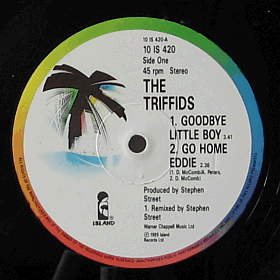 10 IS 420-A
10 IS 420
Side One
45 rpm Stereo
THE
TRIFFIDS
1. GOODBYE
LITTLE BOY 3.41
2. GO HOME
EDDIE 2.38
1. D. McComb/A. Peters,
2. D. McComb)
Produced by Stephen
Street
1. Remixed by Stephen
Street
Warner Chappell Music Ltd
℗ 1989 Island
Records Ltd
ISLAND